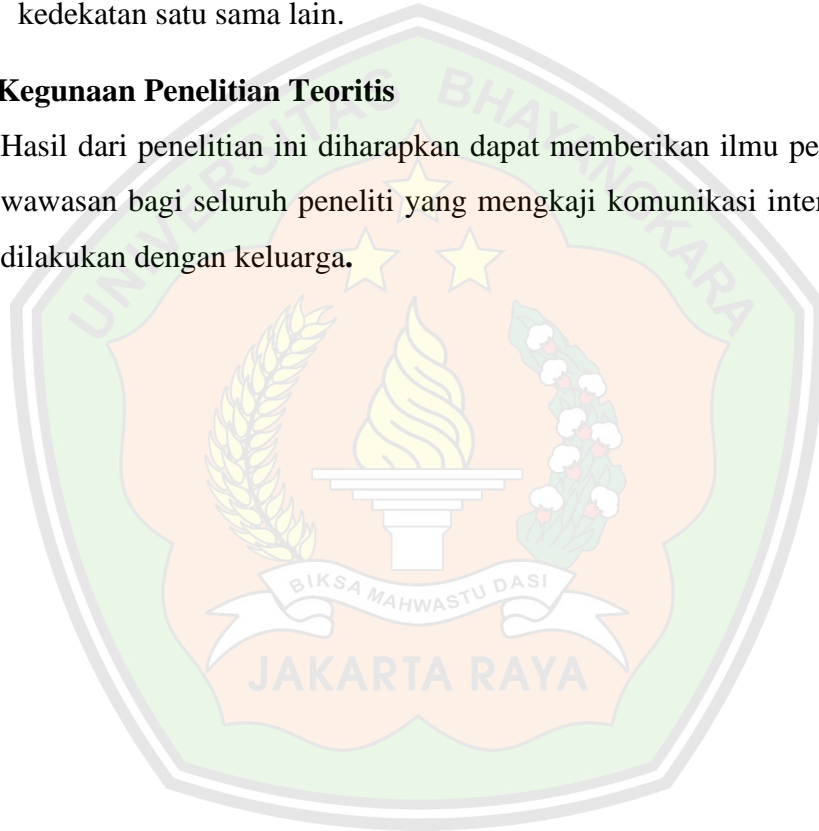 kedekatan satu sama lain.
Kegunaan Penelitian Teoritis
Hasil dari penelitian ini diharapkan dapat memberikan ilmu pe
wawasan bagi seluruh peneliti yang mengkaji komunikasi inter
dilakukan dengan keluarga.
UNIVERSITAS BHAYANGKARA
BIKSA MAHWASTU DASI
JAKARTA RAYA